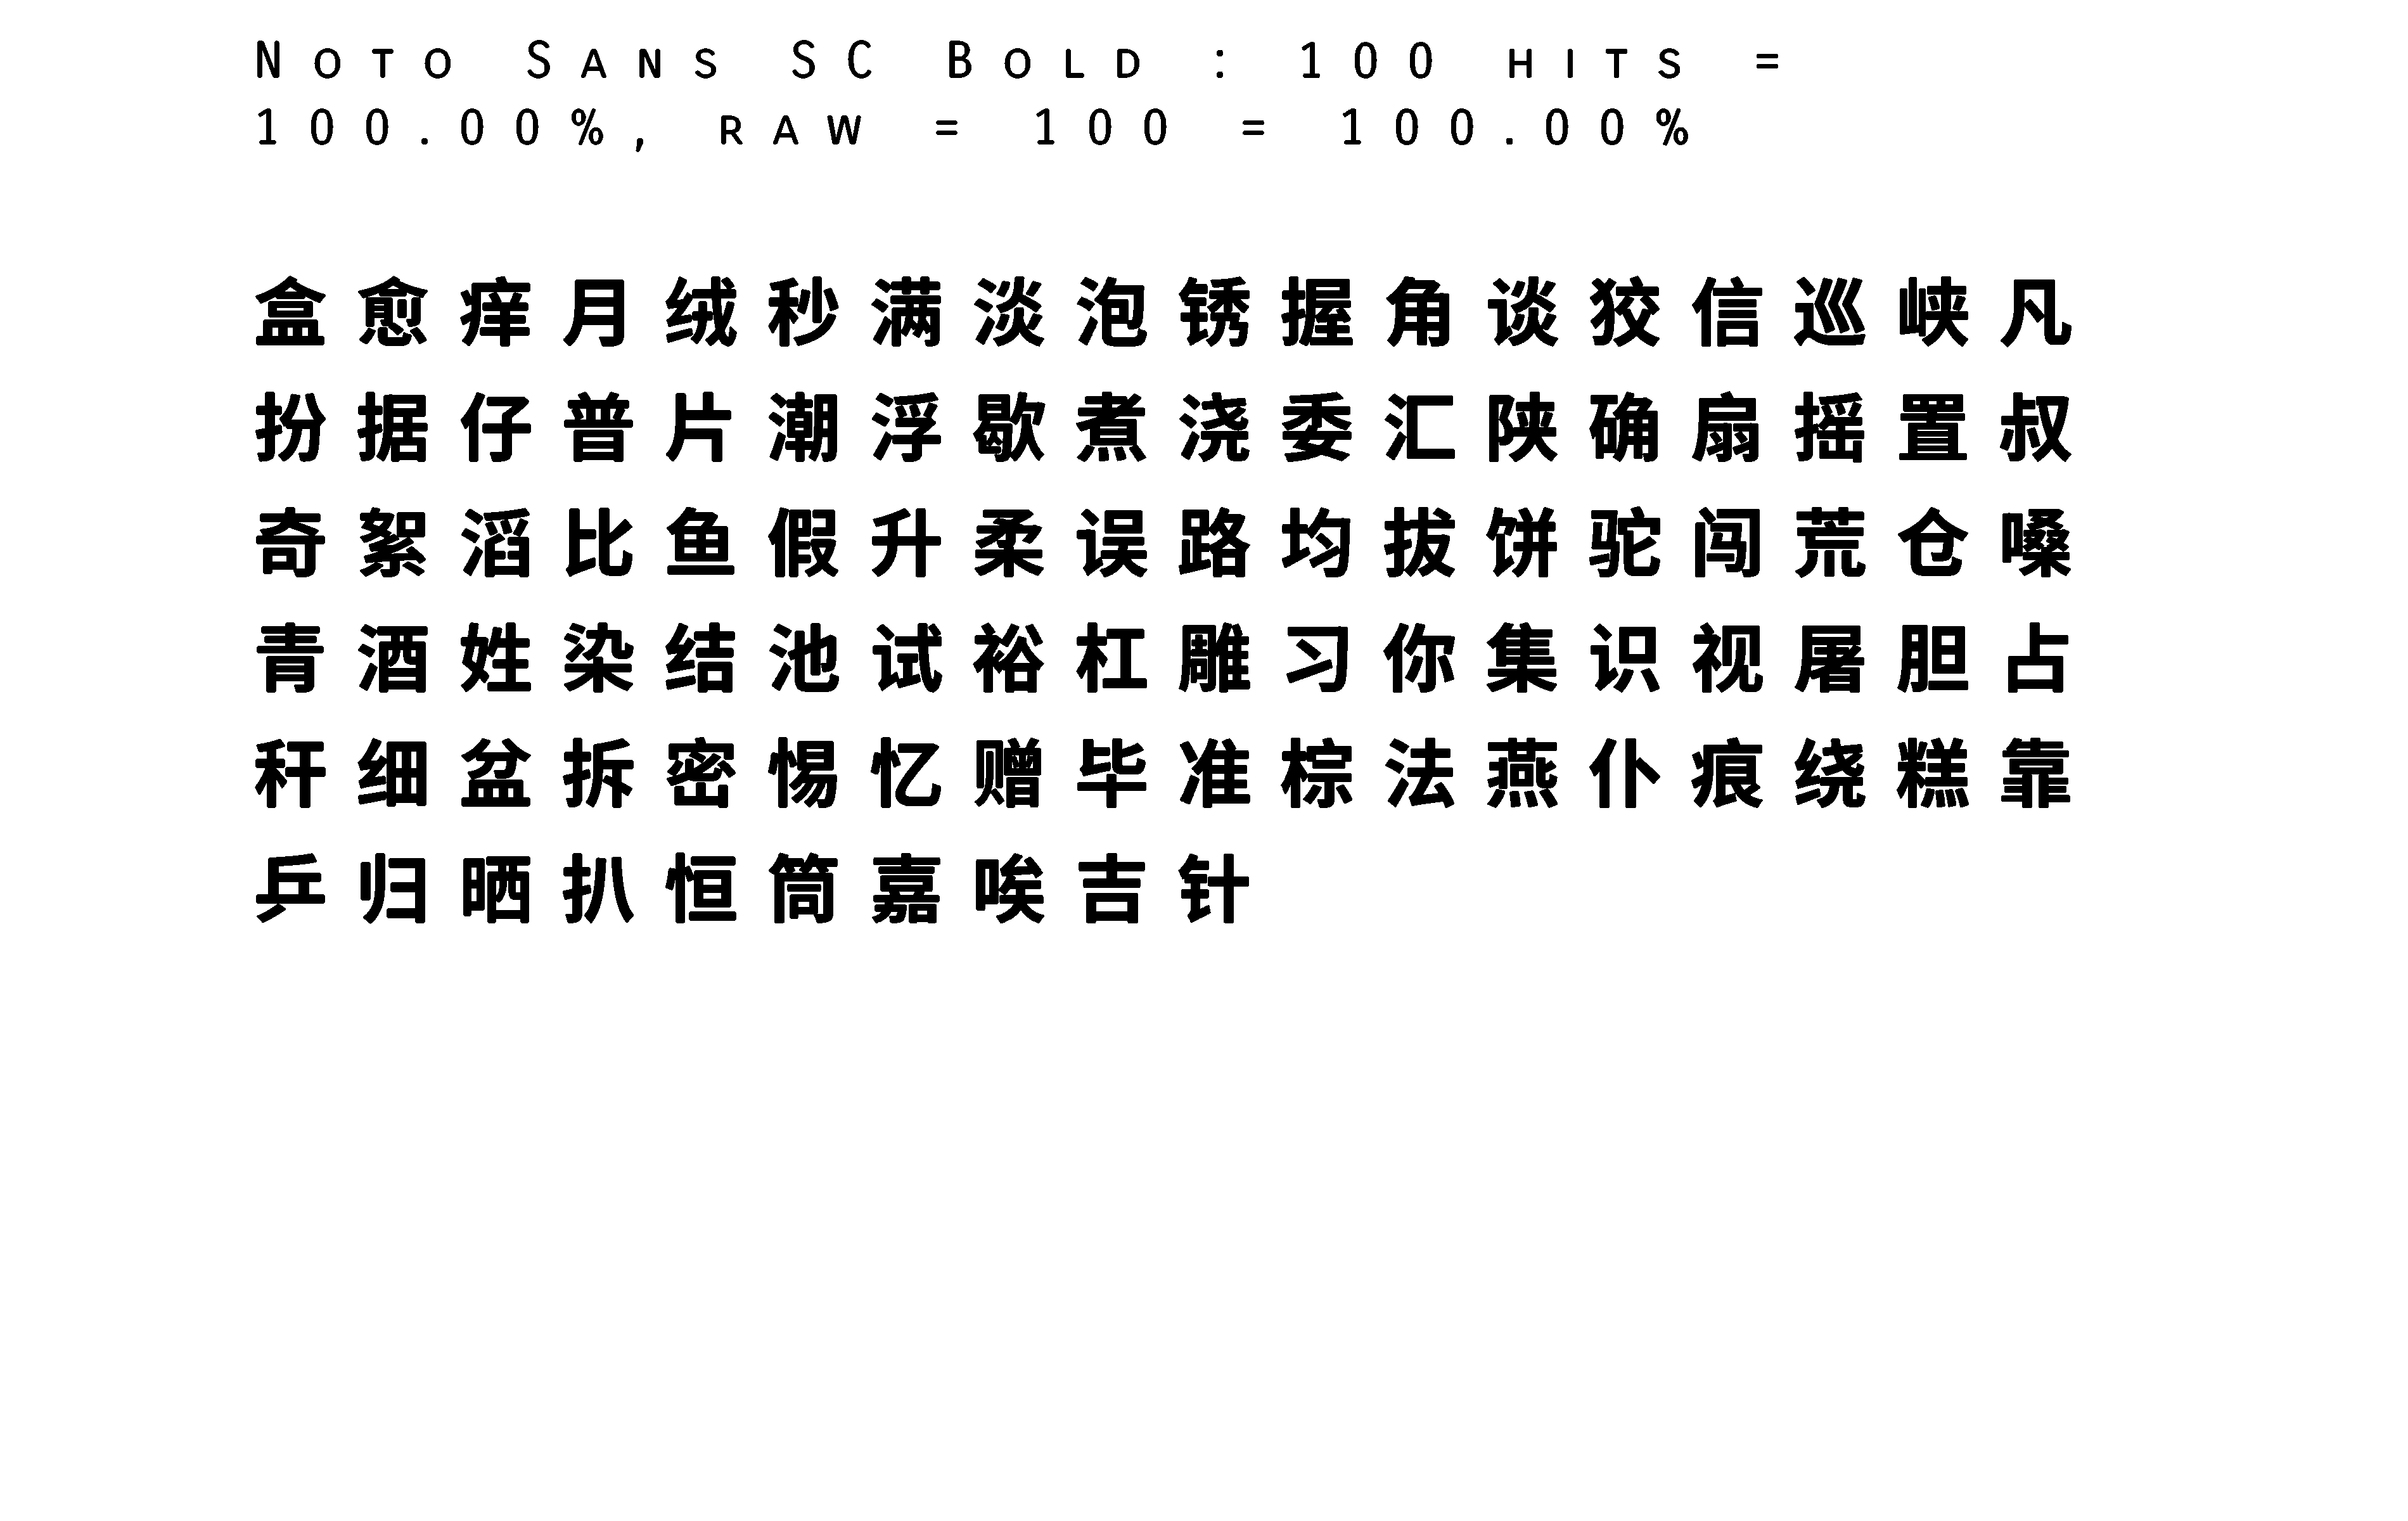 Noto Sans SC Bold : 100 hits =
100.00%, raw = 100 = 100.00%
盒愈痒月绒秒满淡泡锈握角谈狡信巡峡凡
扮据仔普片潮浮歇煮浇委汇陕确扇摇置叔
奇絮滔比鱼假升柔误路均拔饼驼闯荒仓嗓
青酒姓染结池试裕杠雕习你集识视屠胆占
秆细盆拆密惕忆赠毕准棕法燕仆痕绕糕靠
乒归晒扒恒筒嘉唉吉针